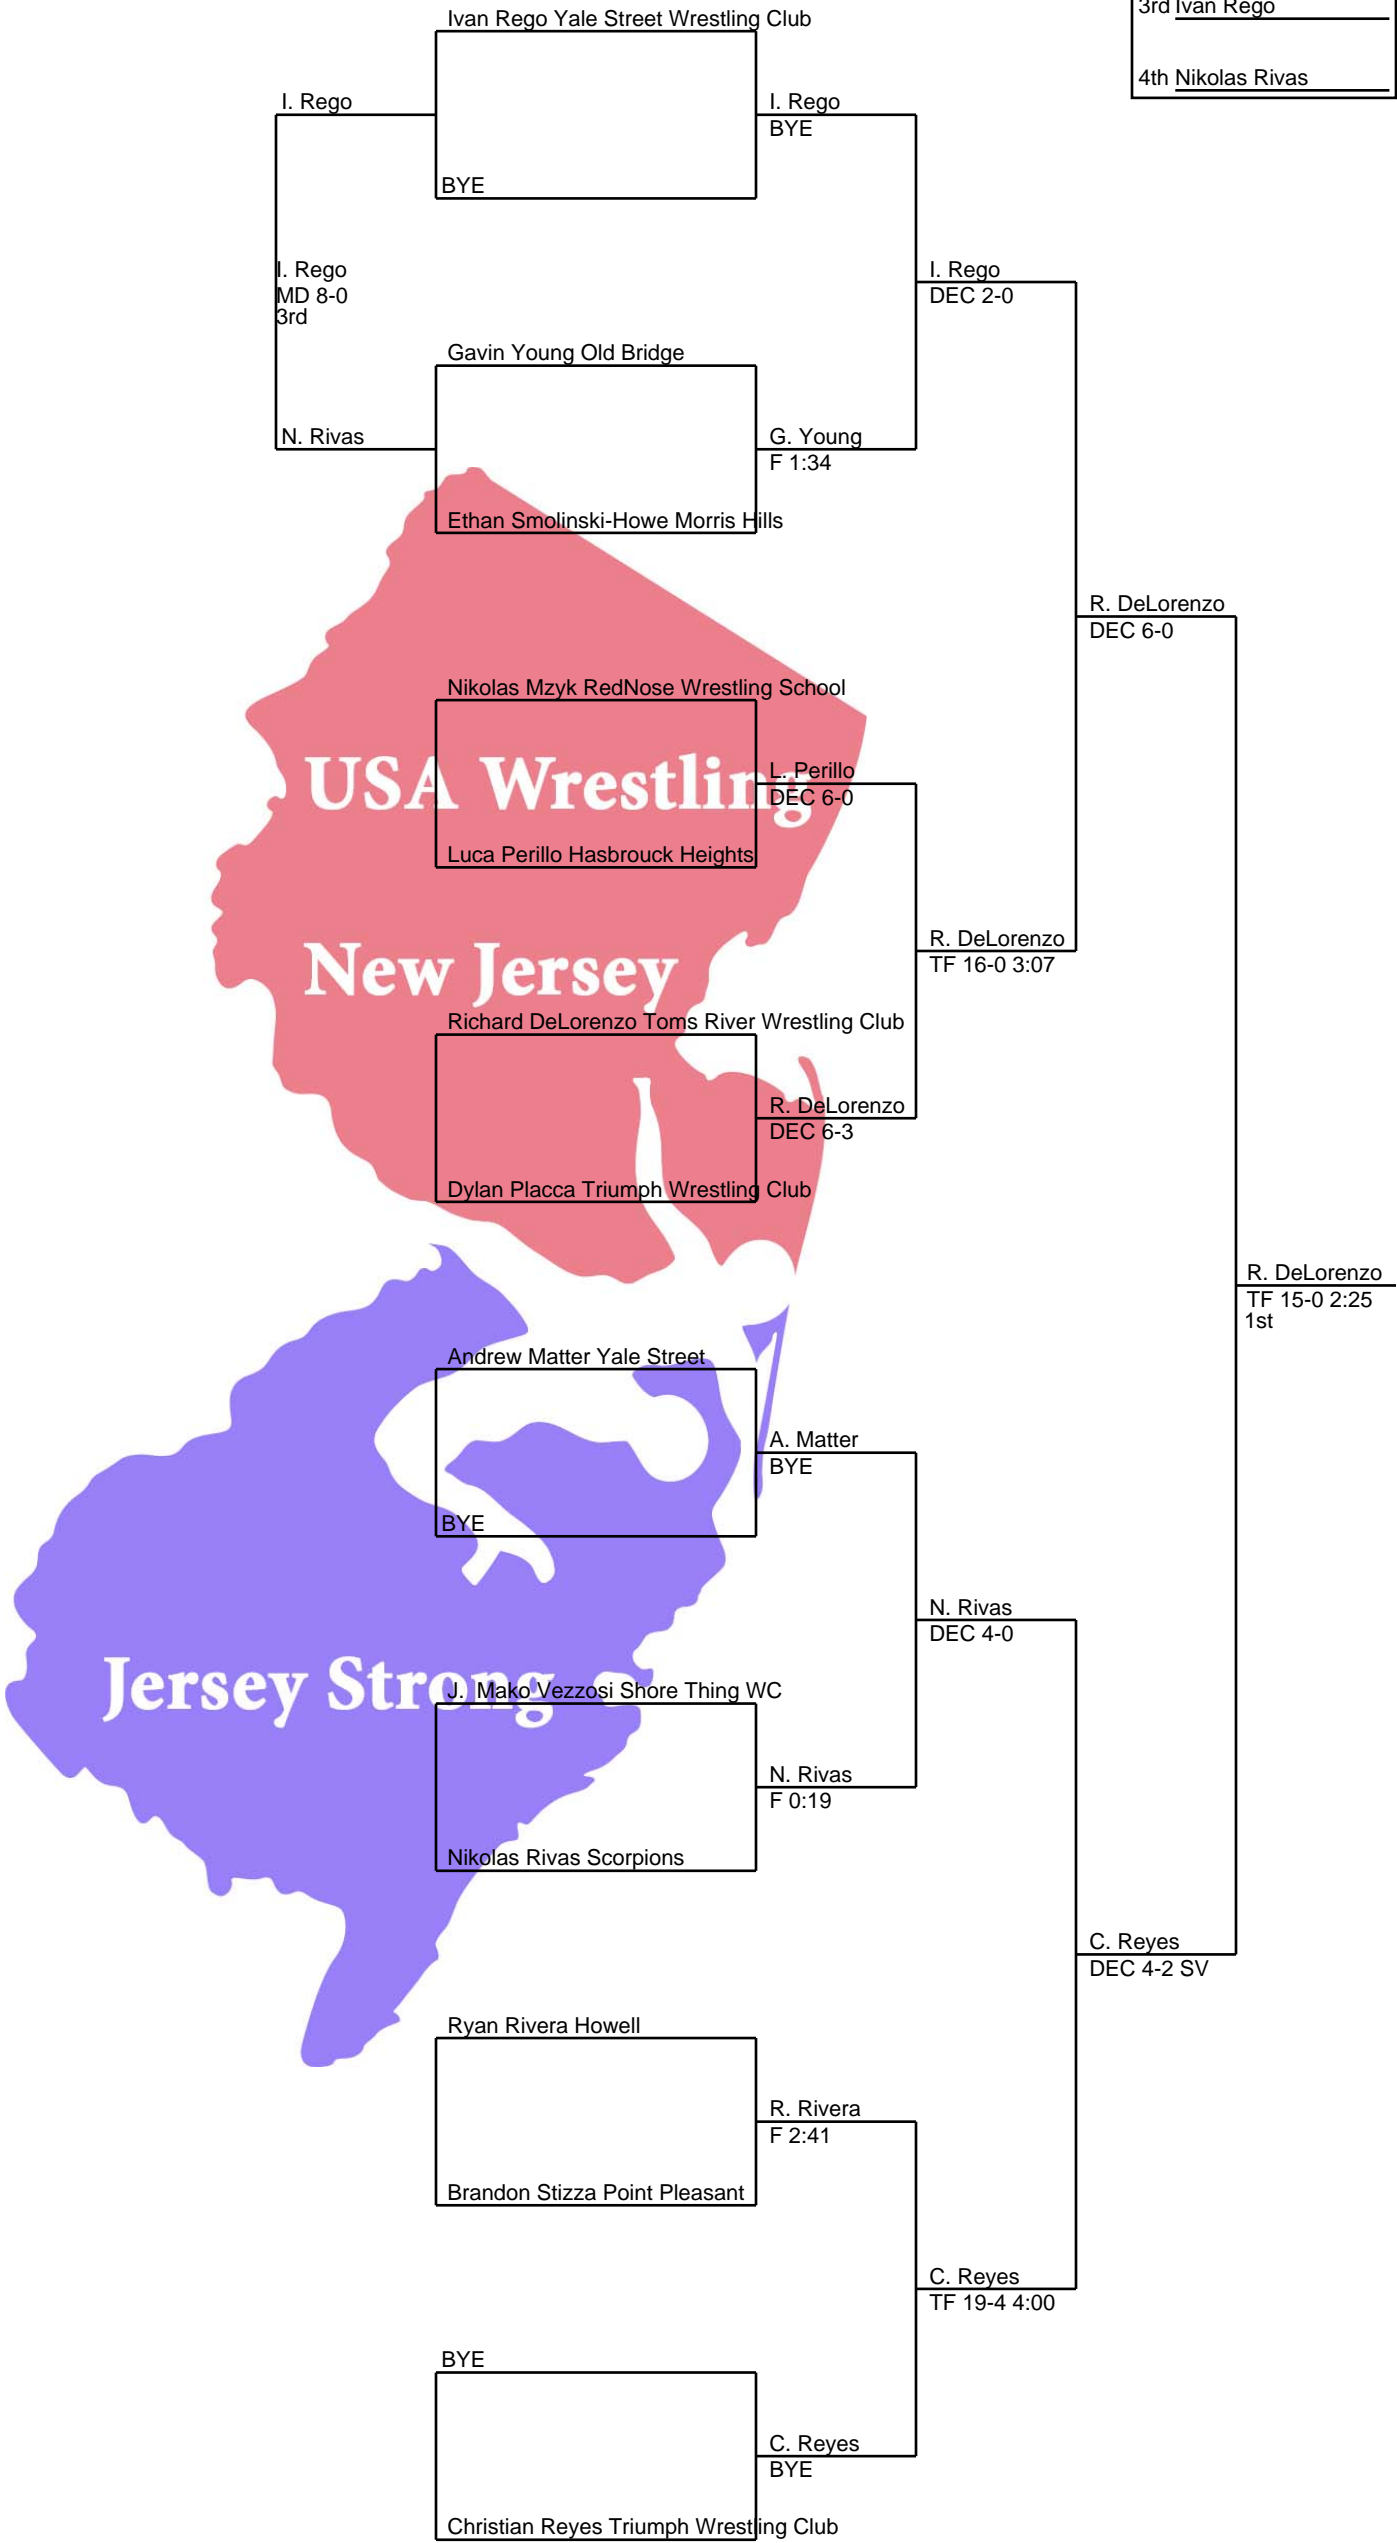 Ivan Rego Yale Street Wrestling Club
3rd Ivan Rego
4th Nikolas Rivas
I. Rego
I. Rego
BYE
BYE
I. Rego
MD 8-0
3rd
I. Rego
DEC 2-0
Gavin Young Old Bridge
N. Rivas
G. Young
F 1:34
Ethan Smolinski-Howe Morris Hills
R. DeLorenzo
DEC 6-0
Nikolas Mzyk RedNose Wrestling School
USA Wrestling
L. Perillo
DEC 6-0
Luca Perillo Hasbrouck Heights
R. DeLorenzo
TF 16-0 3:07
New Jersey
Richard DeLorenzo Toms River Wrestling Club
R. DeLorenzo
DEC 6-3
Dylan Placca Triumph Wrestling Club
R. DeLorenzo
TF 15-0 2:25
1st
Andrew Matter Yale Street
A. Matter
BYE
BYE
N. Rivas
DEC 4-0
Jersey Strong
J. Mako Vezzosi Shore Thing WC
N. Rivas
F 0:19
Nikolas Rivas Scorpions
C. Reyes
DEC 4-2 SV
Ryan Rivera Howell
R. Rivera
F 2:41
Brandon Stizza Point Pleasant
C. Reyes
TF 19-4 4:00
BYE
C. Reyes
BYE
Christian Reyes Triumph Wrestling Club